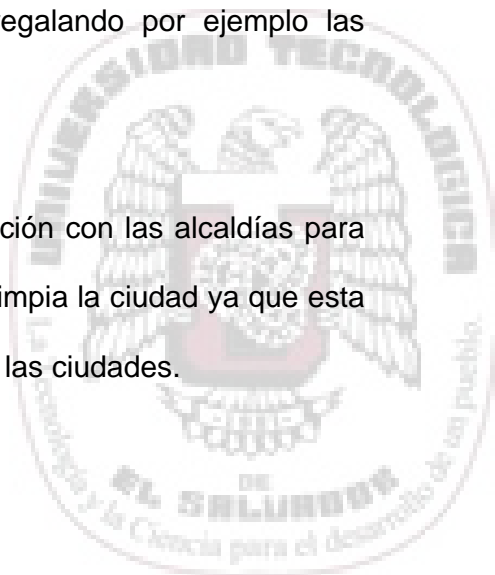 egalando por ejemplo las
ción con las alcaldías para
impia la ciudad ya que esta
las ciudades.
UNIVERSIDAD TECNOLOGICA
DE
EL SALVADOR
La Tecnología y la Ciencia para el desarrollo de un pueblo.